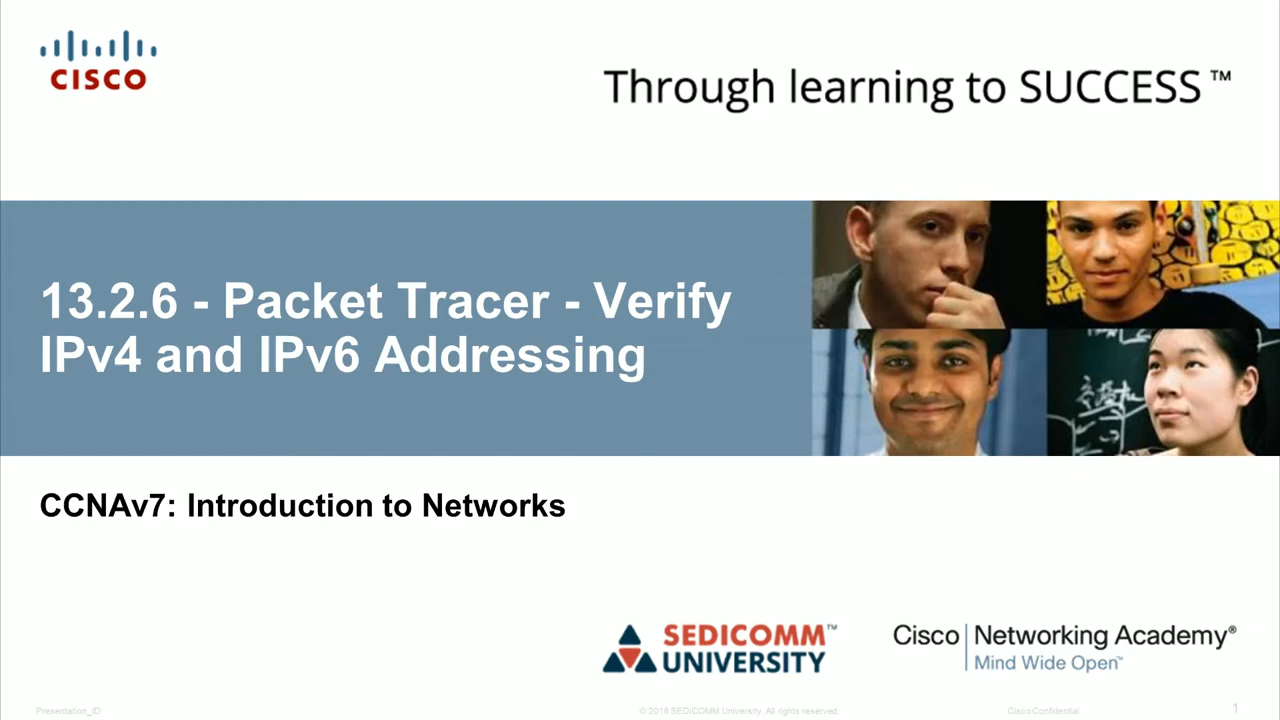 CISCO
Through learning to SUCCESS™
13.2.6 - Packet Tracer - Verify
IPv4 and IPv6 Addressing
CCNAv7: Introduction to Networks
SEDICOMM™
UNIVERSITY
Cisco Networking Academy®
Mind Wide Open™
Presentation_ID
© 2018 SEDICOMM University. All rights reserved.
Cisco Confidential
1